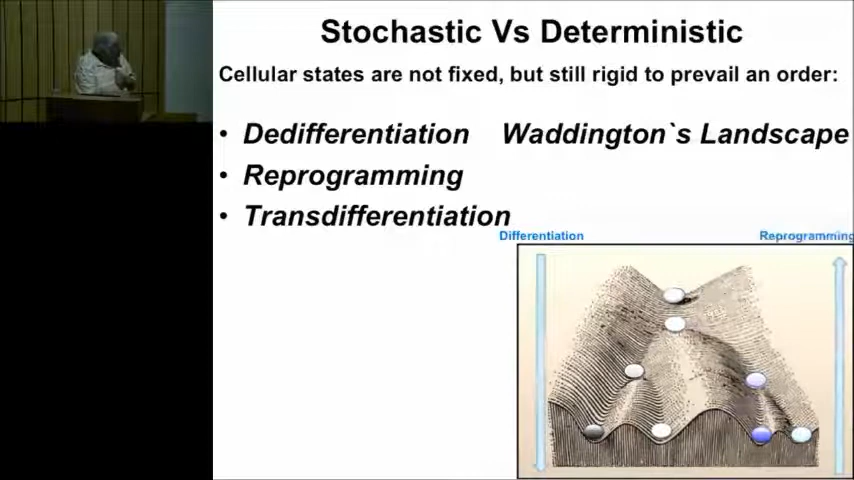 Stochastic Vs Deterministic
Cellular states are not fixed, but still rigid to prevail an order:
• Dedifferentiation Waddington`s Landscape
• Reprogramming
• Transdifferentiation
Differentiation Reprogramming